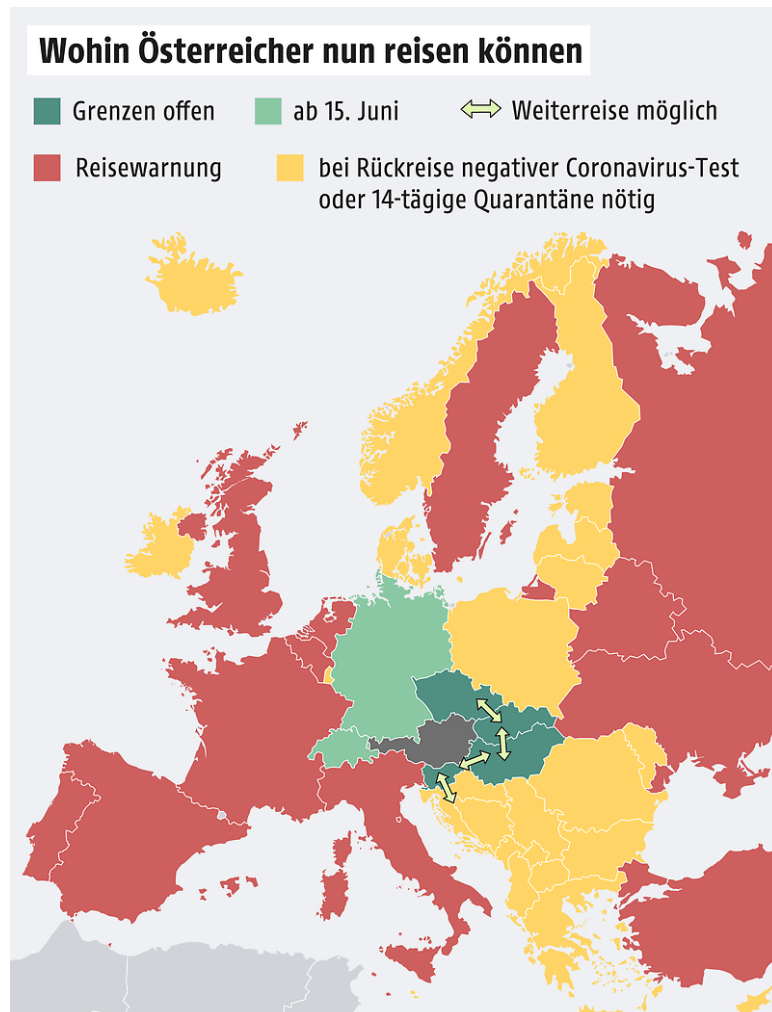 Wohin Österreicher nun reisen können
Grenzen offen
ab 15. Juni
Weiterreise möglich
Reisewarnung
bei Rückreise negativer Coronavirus-Test
oder 14-tägige Quarantäne nötig